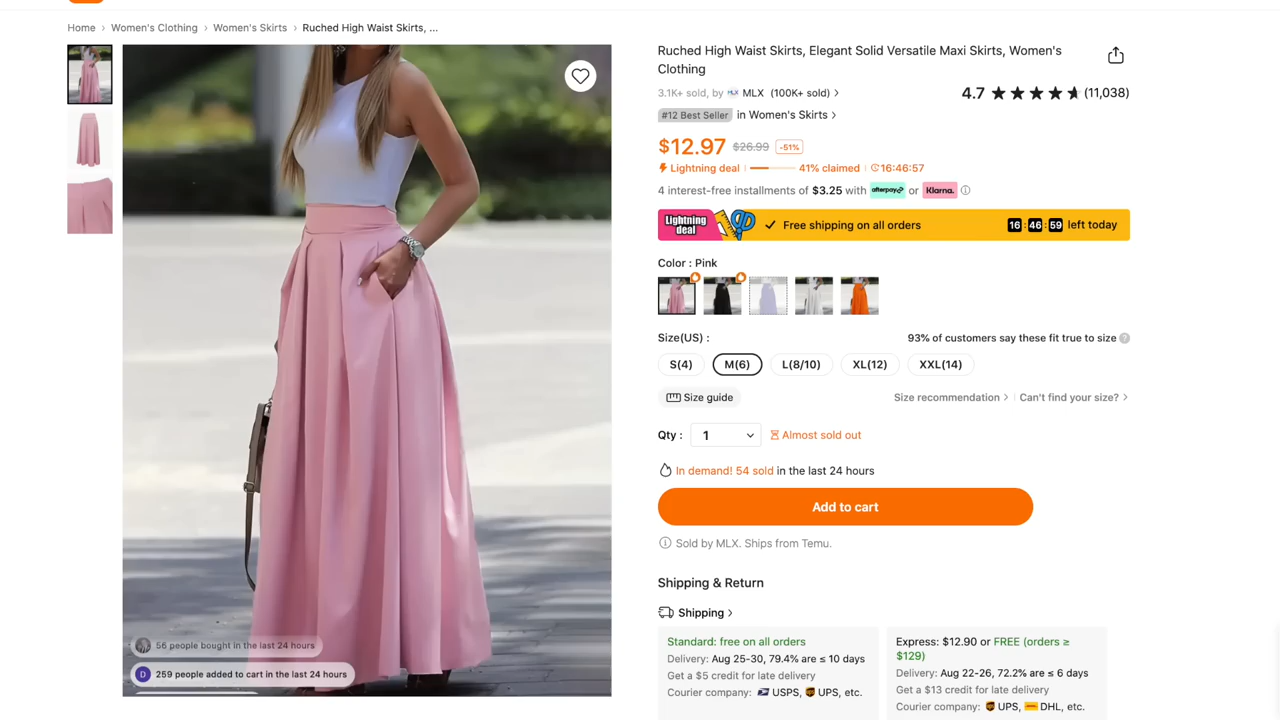 Home > Women's Clothing > Women's Skirts > Ruched High Waist Skirts, ...
Ruched High Waist Skirts, Elegant Solid Versatile Maxi Skirts, Women's
Clothing
3.1K+ sold, by MLX MLX (100K+ sold) >
4.7 ★★★★★ (11,038)
#12 Best Seller in Women's Skirts >
$12.97 $26.99 -51%
Lightning deal 41% claimed 16:46:57
4 interest-free installments of $3.25 with afterpay or Klarna.
Lightning deal
Free shipping on all orders 16 : 46 : 59 left today
Color : Pink
Size(US) : 93% of customers say these fit true to size ?
S(4) M(6) L(8/10) XL(12) XXL(14)
Size guide Size recommendation > Can't find your size? >
Qty : 1 Almost sold out
In demand! 54 sold in the last 24 hours
Add to cart
Sold by MLX. Ships from Temu.
Shipping & Return
Shipping >
Standard: free on all orders
Delivery: Aug 25-30, 79.4% are ≤ 10 days
Get a $5 credit for late delivery
Courier company: USPS, UPS, etc.
Express: $12.90 or FREE (orders ≥
$129)
Delivery: Aug 22-26, 72.2% are ≤ 6 days
Get a $13 credit for late delivery
Courier company: UPS, DHL, etc.
56 people bought in the last 24 hours
D 259 people added to cart in the last 24 hours